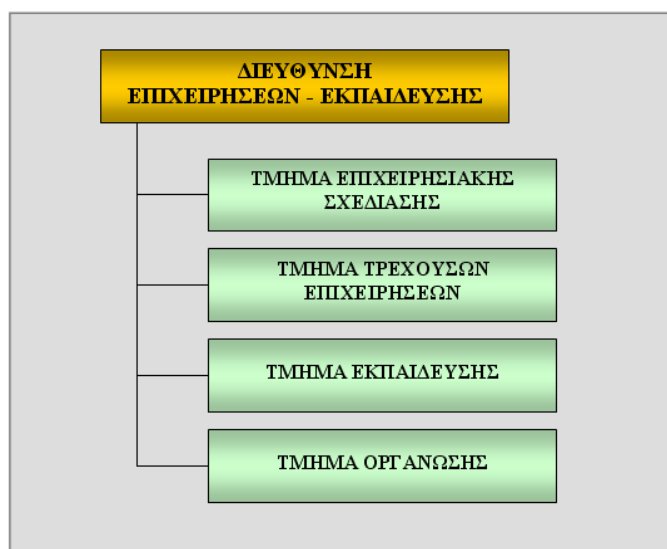 ΔΙΕΥΘΥΝΣΗ
ΕΠΙΧΕΙΡΗΣΕΩΝ - ΕΚΠΑΙΔΕΥΣΗΣ
ΤΜΗΜΑ ΕΠΙΧΕΙΡΗΣΙΑΚΗΣ
ΣΧΕΔΙΑΣΗΣ
ΤΜΗΜΑ ΤΡΕΧΟΥΣΩΝ
ΕΠΙΧΕΙΡΗΣΕΩΝ
ΤΜΗΜΑ ΕΚΠΑΙΔΕΥΣΗΣ
ΤΜΗΜΑ ΟΡΓΑΝΩΣΗΣ